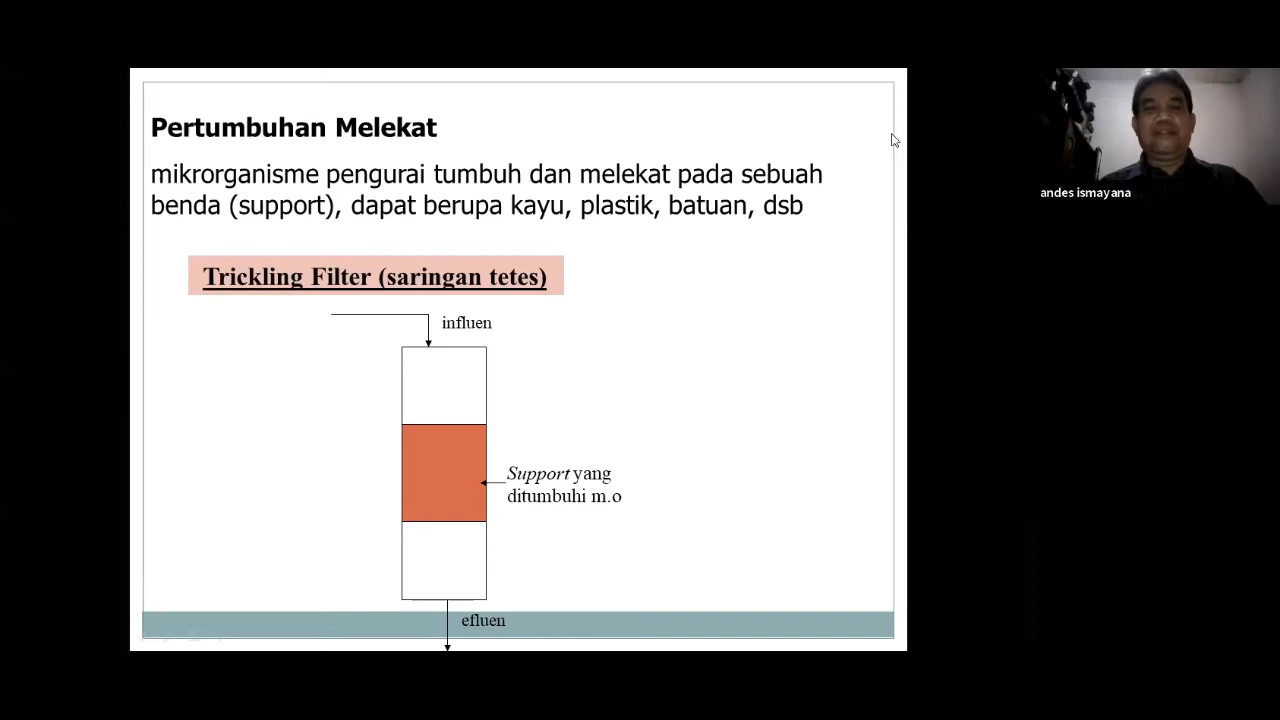 Pertumbuhan Melekat
mikrorganisme pengurai tumbuh dan melekat pada sebuah
benda (support), dapat berupa kayu, plastik, batuan, dsb
Trickling Filter (saringan tetes)
influen
Support yang
ditumbuhi m.o
efluen
andes ismayana